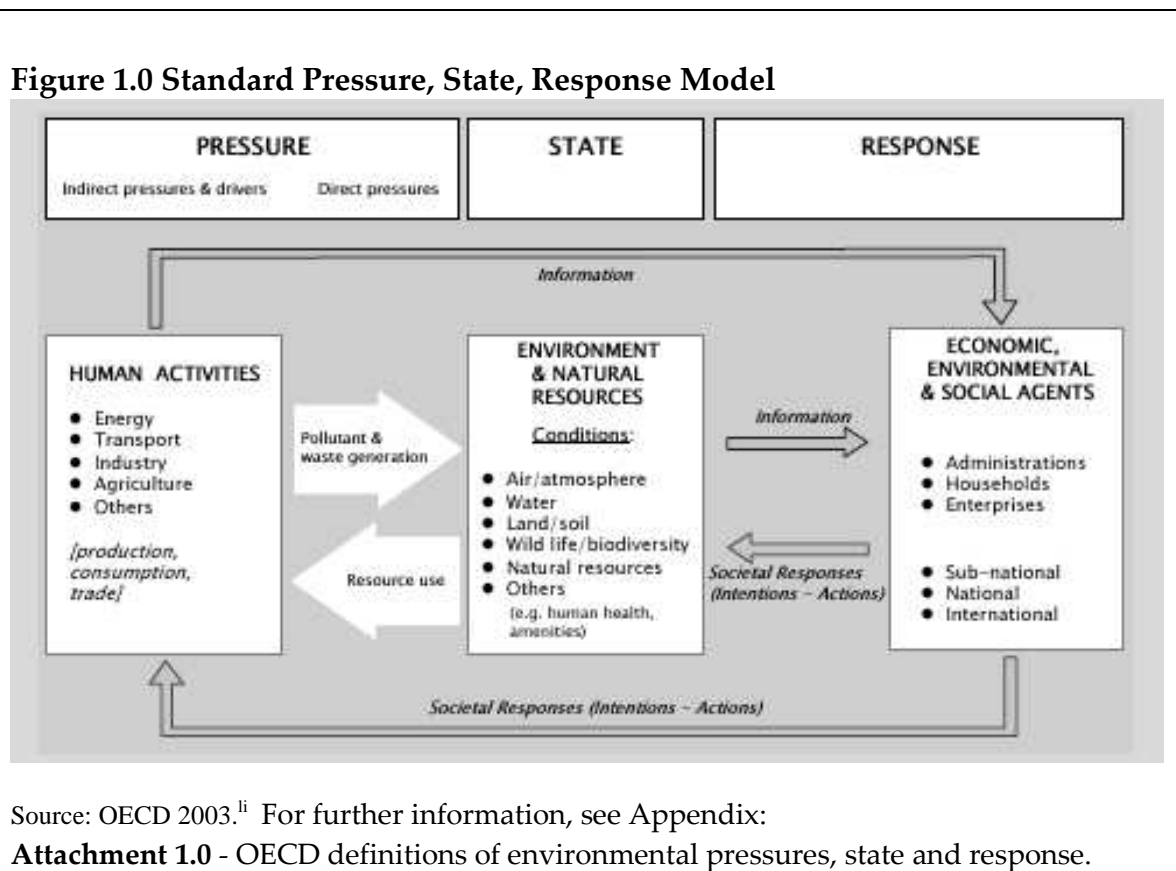 Figure 1.0 Standard Pressure, State, Response Model
PRESSURE
Indirect pressures & drivers
Direct pressures
STATE
RESPONSE
Information
HUMAN ACTIVITIES
● Energy
● Transport
● Industry
● Agriculture
● Others
[production,
consumption,
trade]
Pollutant &
waste generation
Resource use
ENVIRONMENT
& NATURAL
RESOURCES
Conditions:
● Air/atmosphere
● Water
● Land/soil
● Wild life/biodiversity
● Natural resources
● Others
(e.g. human health,
amenities)
Information
Societal Responses
(Intentions – Actions)
ECONOMIC,
ENVIRONMENTAL
& SOCIAL AGENTS
● Administrations
● Households
● Enterprises
● Sub-national
● National
● International
Societal Responses (Intentions – Actions)
Source: OECD 2003.li For further information, see Appendix:
Attachment 1.0 - OECD definitions of environmental pressures, state and response.